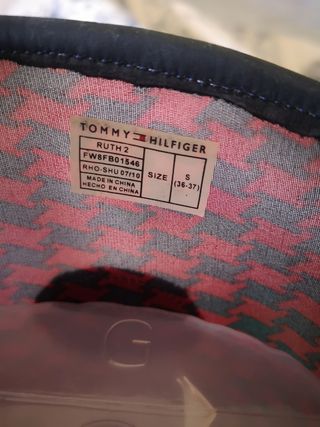 TOMMY HILFIGER
RUTH 2
FW8FB01546
RHO-SHU 07/10
MADE IN CHINA
HECHO EN CHINA
SIZE
S
(36-37)
G